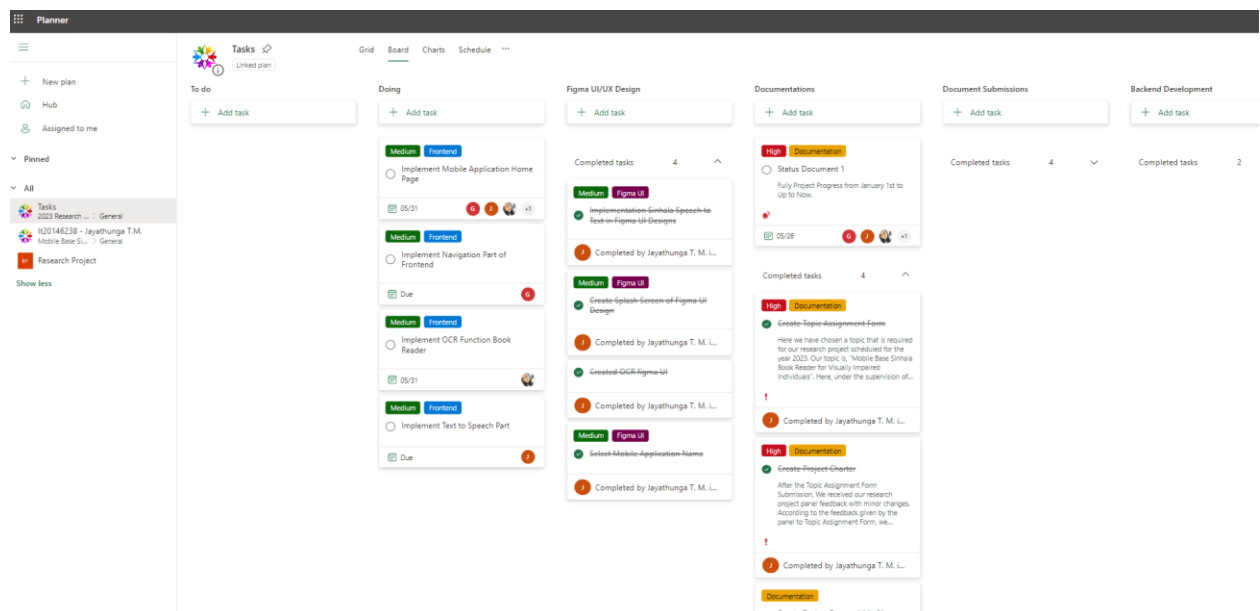 Planner
New plan
Hub
Assigned to me
Pinned
All
Tasks
2023 Research ... General
It20146238 - Jayathunga T.M.
Mobile Base Si... > General
Research Project
Show less
Tasks
Linked plan
Grid Board Charts Schedule ...
To do
+ Add task
Doing
+ Add task
Medium Frontend
Implement Mobile Application Home
Page
05/31 G J +1
Medium Frontend
Implement Navigation Part of
Frontend
Due G
Medium Frontend
Implement OCR Function Book
Reader
05/31
Medium Frontend
Implement Text to Speech Part
Due J
Figma UI/UX Design
+ Add task
Completed tasks 4
Medium Figma UI
Implementation Sinhala Speech to
Text in Figma UI Designs
J Completed by Jayathunga T. M. i...
Medium Figma UI
Create Splash Screen of Figma UI
Design
J Completed by Jayathunga T. M. i...
Created OCR figma UI
J Completed by Jayathunga T. M. i...
Medium Figma UI
Select Mobile Application Name
J Completed by Jayathunga T. M. i...
Documentations
+ Add task
High Documentation
Status Document 1
Fully Project Progress from January 1st to
Up to Now.
05/26 G J +1
Completed tasks 4
High Documentation
Create Topic Assignment Form
Here we have chosen a topic that is required
for our research project scheduled for the
year 2023. Our topic is, "Mobile Base Sinhala
Book Reader for Visually Impaired
Individuals". Here, under the supervision of...
J Completed by Jayathunga T. M. i...
High Documentation
Create Project Charter
After the Topic Assignment Form
Submission, We received our research
project panel feedback with minor changes.
According to the feedback given by the
panel to Topic Assignment Form, we...
J Completed by Jayathunga T. M. i...
Documentation
Document Submissions
+ Add task
Completed tasks 4
Backend Development
+ Add task
Completed tasks 2